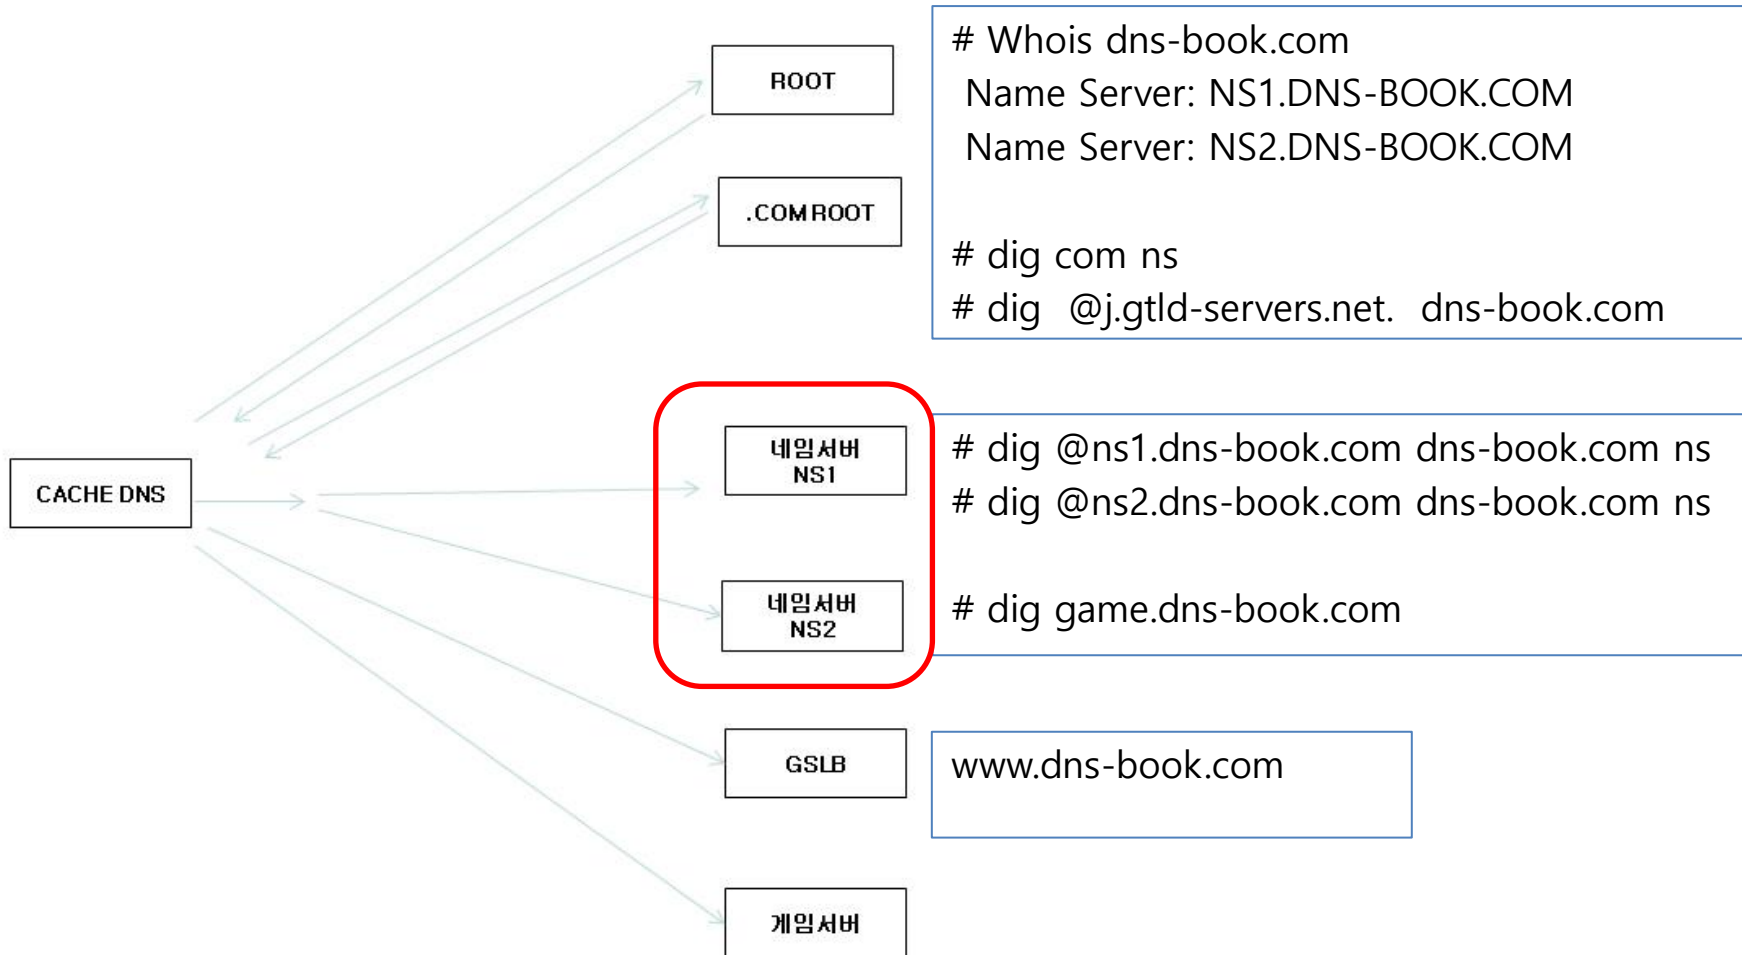 ROOT
# Whois dns-book.com
Name Server: NS1.DNS-BOOK.COM
Name Server: NS2.DNS-BOOK.COM
.COM ROOT
# dig com ns
# dig @j.gtld-servers.net. dns-book.com
CACHE DNS
네임서버
NS1
# dig @ns1.dns-book.com dns-book.com ns
# dig @ns2.dns-book.com dns-book.com ns
네임서버
NS2
# dig game.dns-book.com
GSLB
www.dns-book.com
게임서버